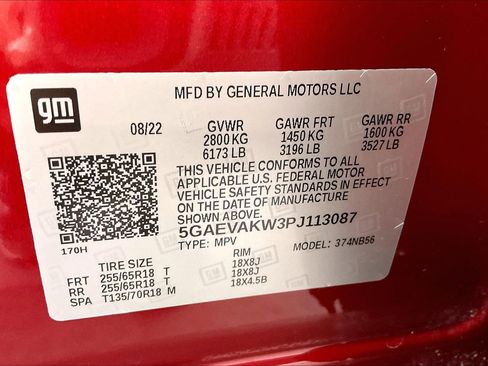 gm
MFD BY GENERAL MOTORS LLC
08/22 GVWR GAWR FRT GAWR RR
2800 KG 1450 KG 1600 KG
6173 LB 3196 LB 3527 LB
THIS VEHICLE CONFORMS TO ALL
APPLICABLE U.S. FEDERAL MOTOR
VEHICLE SAFETY STANDARDS IN EFFECT
ON THE DATE OF MANUFACTURE
SHOWN ABOVE.
5GAEVAKW3PJ113087
170H TYPE: MPV MODEL: 374NB56
TIRE SIZE RIM
FRT 255/65R18 T 18X8J
RR 255/65R18 T 18X8J
SPA T135/70R18 M 18X4.5B